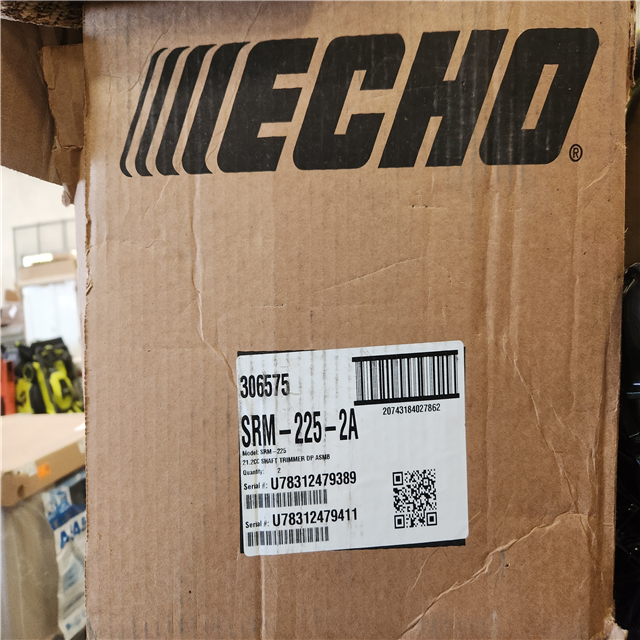 ECHO®
306575
20743184027862
SRM-225-2A
Model: SRM-225
21.2CC SHAFT TRIMMER DP ASMB
Quantity: 2
Serial #: U78312479389
Serial #: U78312479411